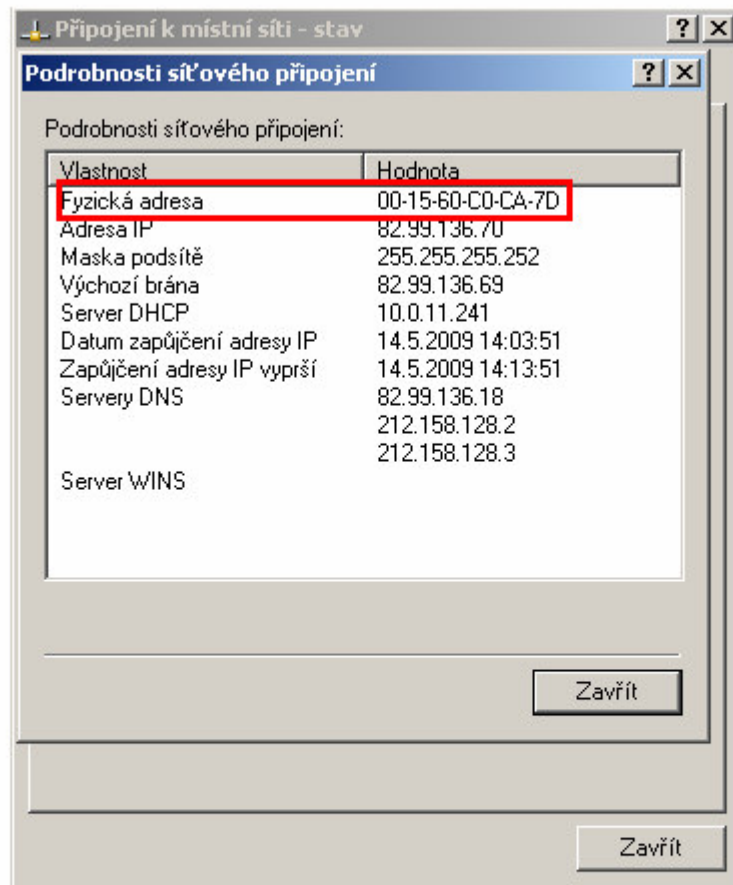 Připojení k místní síti - stav
Podrobnosti síťového připojení
Podrobnosti síťového připojení:
Vlastnost Hodnota
Fyzická adresa 00-15-60-C0-CA-7D
Adresa IP 82.99.136.70
Maska podsítě 255.255.255.252
Výchozí brána 82.99.136.69
Server DHCP 10.0.11.241
Datum zapůjčení adresy IP 14.5.2009 14:03:51
Zapůjčení adresy IP vyprší 14.5.2009 14:13:51
Servery DNS 82.99.136.18
212.158.128.2
212.158.128.3
Server WINS
Zavřít
Zavřít